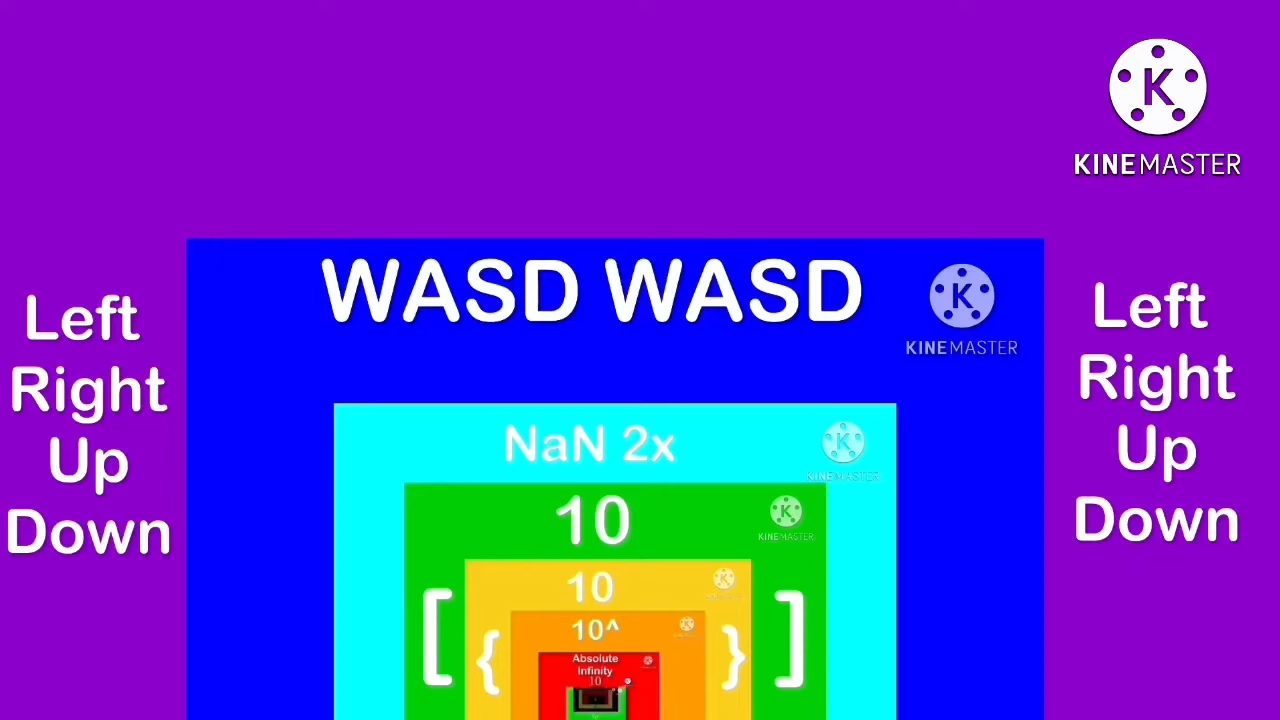 KINEMASTER
WASD WASD
KINEMASTER
Left
Right
Up
Down
Left
Right
Up
Down
NaN 2x
KINEMASTER
10
KINEMASTER
[ ]
10
{ }
10^
Absolute
Infinity
10